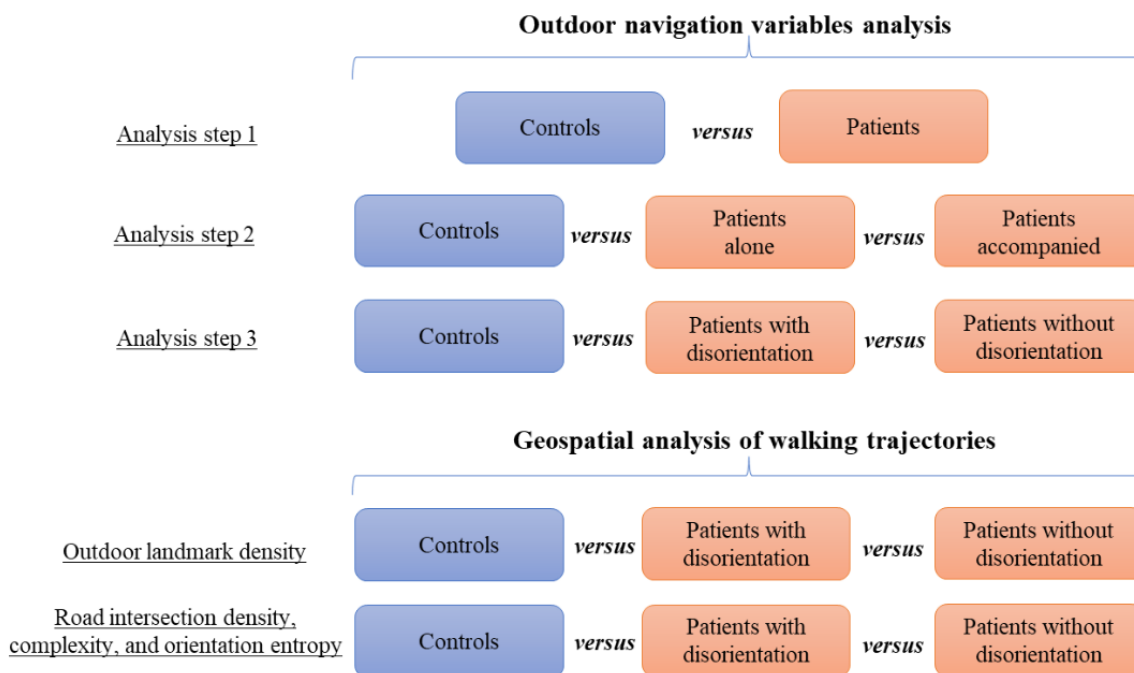 Outdoor navigation variables analysis
Analysis step 1
Controls
versus
Patients
Analysis step 2
Controls
versus
Patients
alone
versus
Patients
accompanied
Analysis step 3
Controls
versus
Patients with
disorientation
versus
Patients without
disorientation
Geospatial analysis of walking trajectories
Outdoor landmark density
Controls
versus
Patients with
disorientation
versus
Patients without
disorientation
Road intersection density,
complexity, and orientation entropy
Controls
versus
Patients with
disorientation
versus
Patients without
disorientation